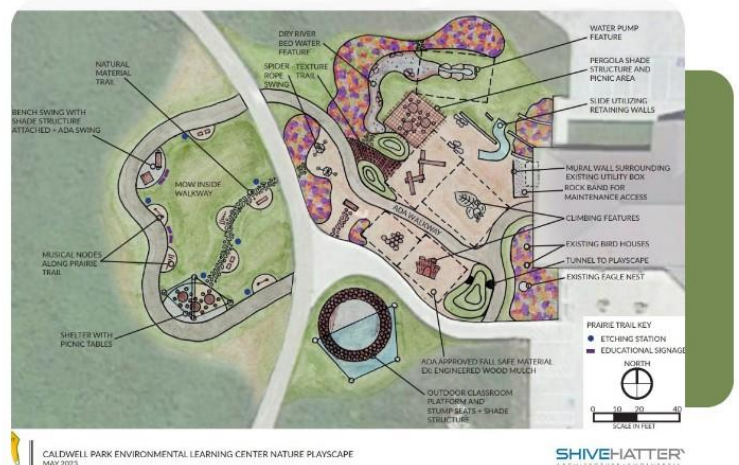 DRY RIVER
BED WATER
FEATURE
WATER PUMP
FEATURE
NATURAL
MATERIAL
TRAIL
SPIDER
ROPE
SWING
TEXTURE
TRAIL
PERGOLA SHADE
STRUCTURE AND
PICNIC AREA
BENCH SWING WITH
SHADE STRUCTURE
ATTACHED + ADA SWING
SLIDE UTILIZING
RETAINING WALLS
MOW INSIDE
WALKWAY
MURAL WALL SURROUNDING
EXISTING UTILITY BOX
ROCK BAND FOR
MAINTENANCE ACCESS
ADA WALKWAY
CLIMBING FEATURES
MUSICAL NODES
ALONG PRAIRIE
TRAIL
EXISTING BIRD HOUSES
TUNNEL TO PLAYSCAPE
EXISTING EAGLE NEST
SHELTER WITH
PICNIC TABLES
ADA APPROVED FALL SAFE MATERIAL
EX: ENGINEERED WOOD MULCH
OUTDOOR CLASSROOM
PLATFORM AND
STUMP SEATS + SHADE
STRUCTURE
PRAIRIE TRAIL KEY
ETCHING STATION
EDUCATIONAL SIGNAGE
NORTH
0 10 20 40
SCALE IN FEET
CALDWELL PARK ENVIRONMENTAL LEARNING CENTER NATURE PLAYSCAPE
MAY 2023
SHIVEHATTER